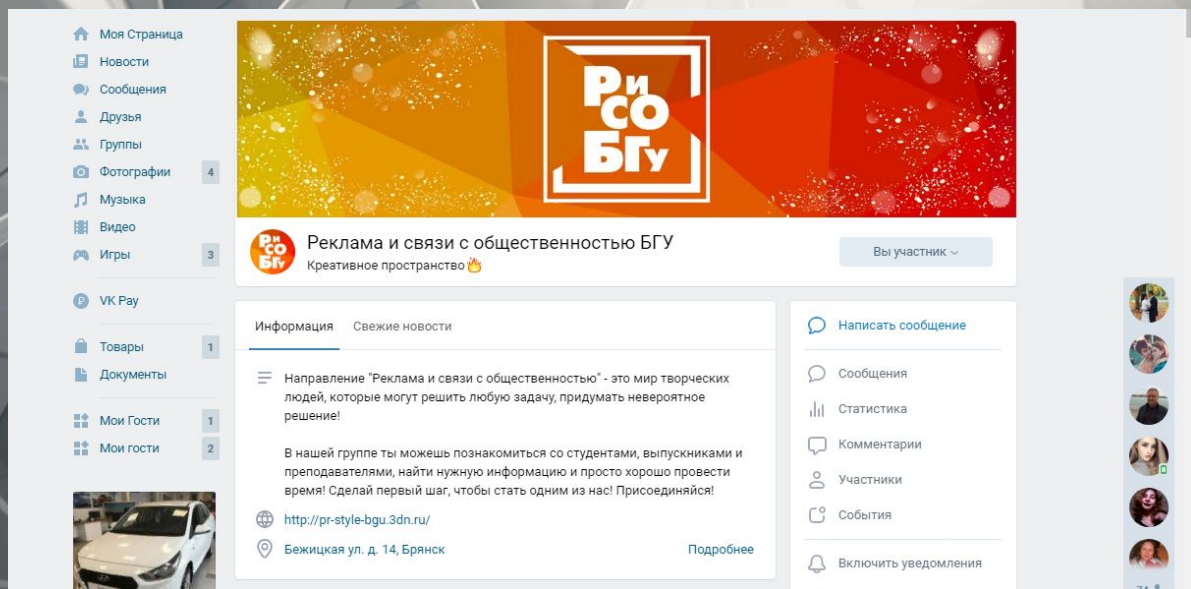 Моя Страница
Новости
Сообщения
Друзья
Группы
Фотографии 4
Музыка
Видео
Игры 3
VK Pay
Товары 1
Документы
Мои Гости 1
Мои гости 2
Ри
СО
БГу
Ри
СО
БГу
Реклама и связи с общественностью БГУ
Креативное пространство🔥
Вы участник
Информация Свежие новости
Направление "Реклама и связи с общественностью" - это мир творческих
людей, которые могут решить любую задачу, придумать невероятное
решение!
В нашей группе ты можешь познакомиться со студентами, выпускниками и
преподавателями, найти нужную информацию и просто хорошо провести
время! Сделай первый шаг, чтобы стать одним из нас! Присоединяйся!
http://pr-style-bgu.3dn.ru/
Бежицкая ул. д. 14, Брянск Подробнее
Написать сообщение
Сообщения
Статистика
Комментарии
Участники
События
Включить уведомления